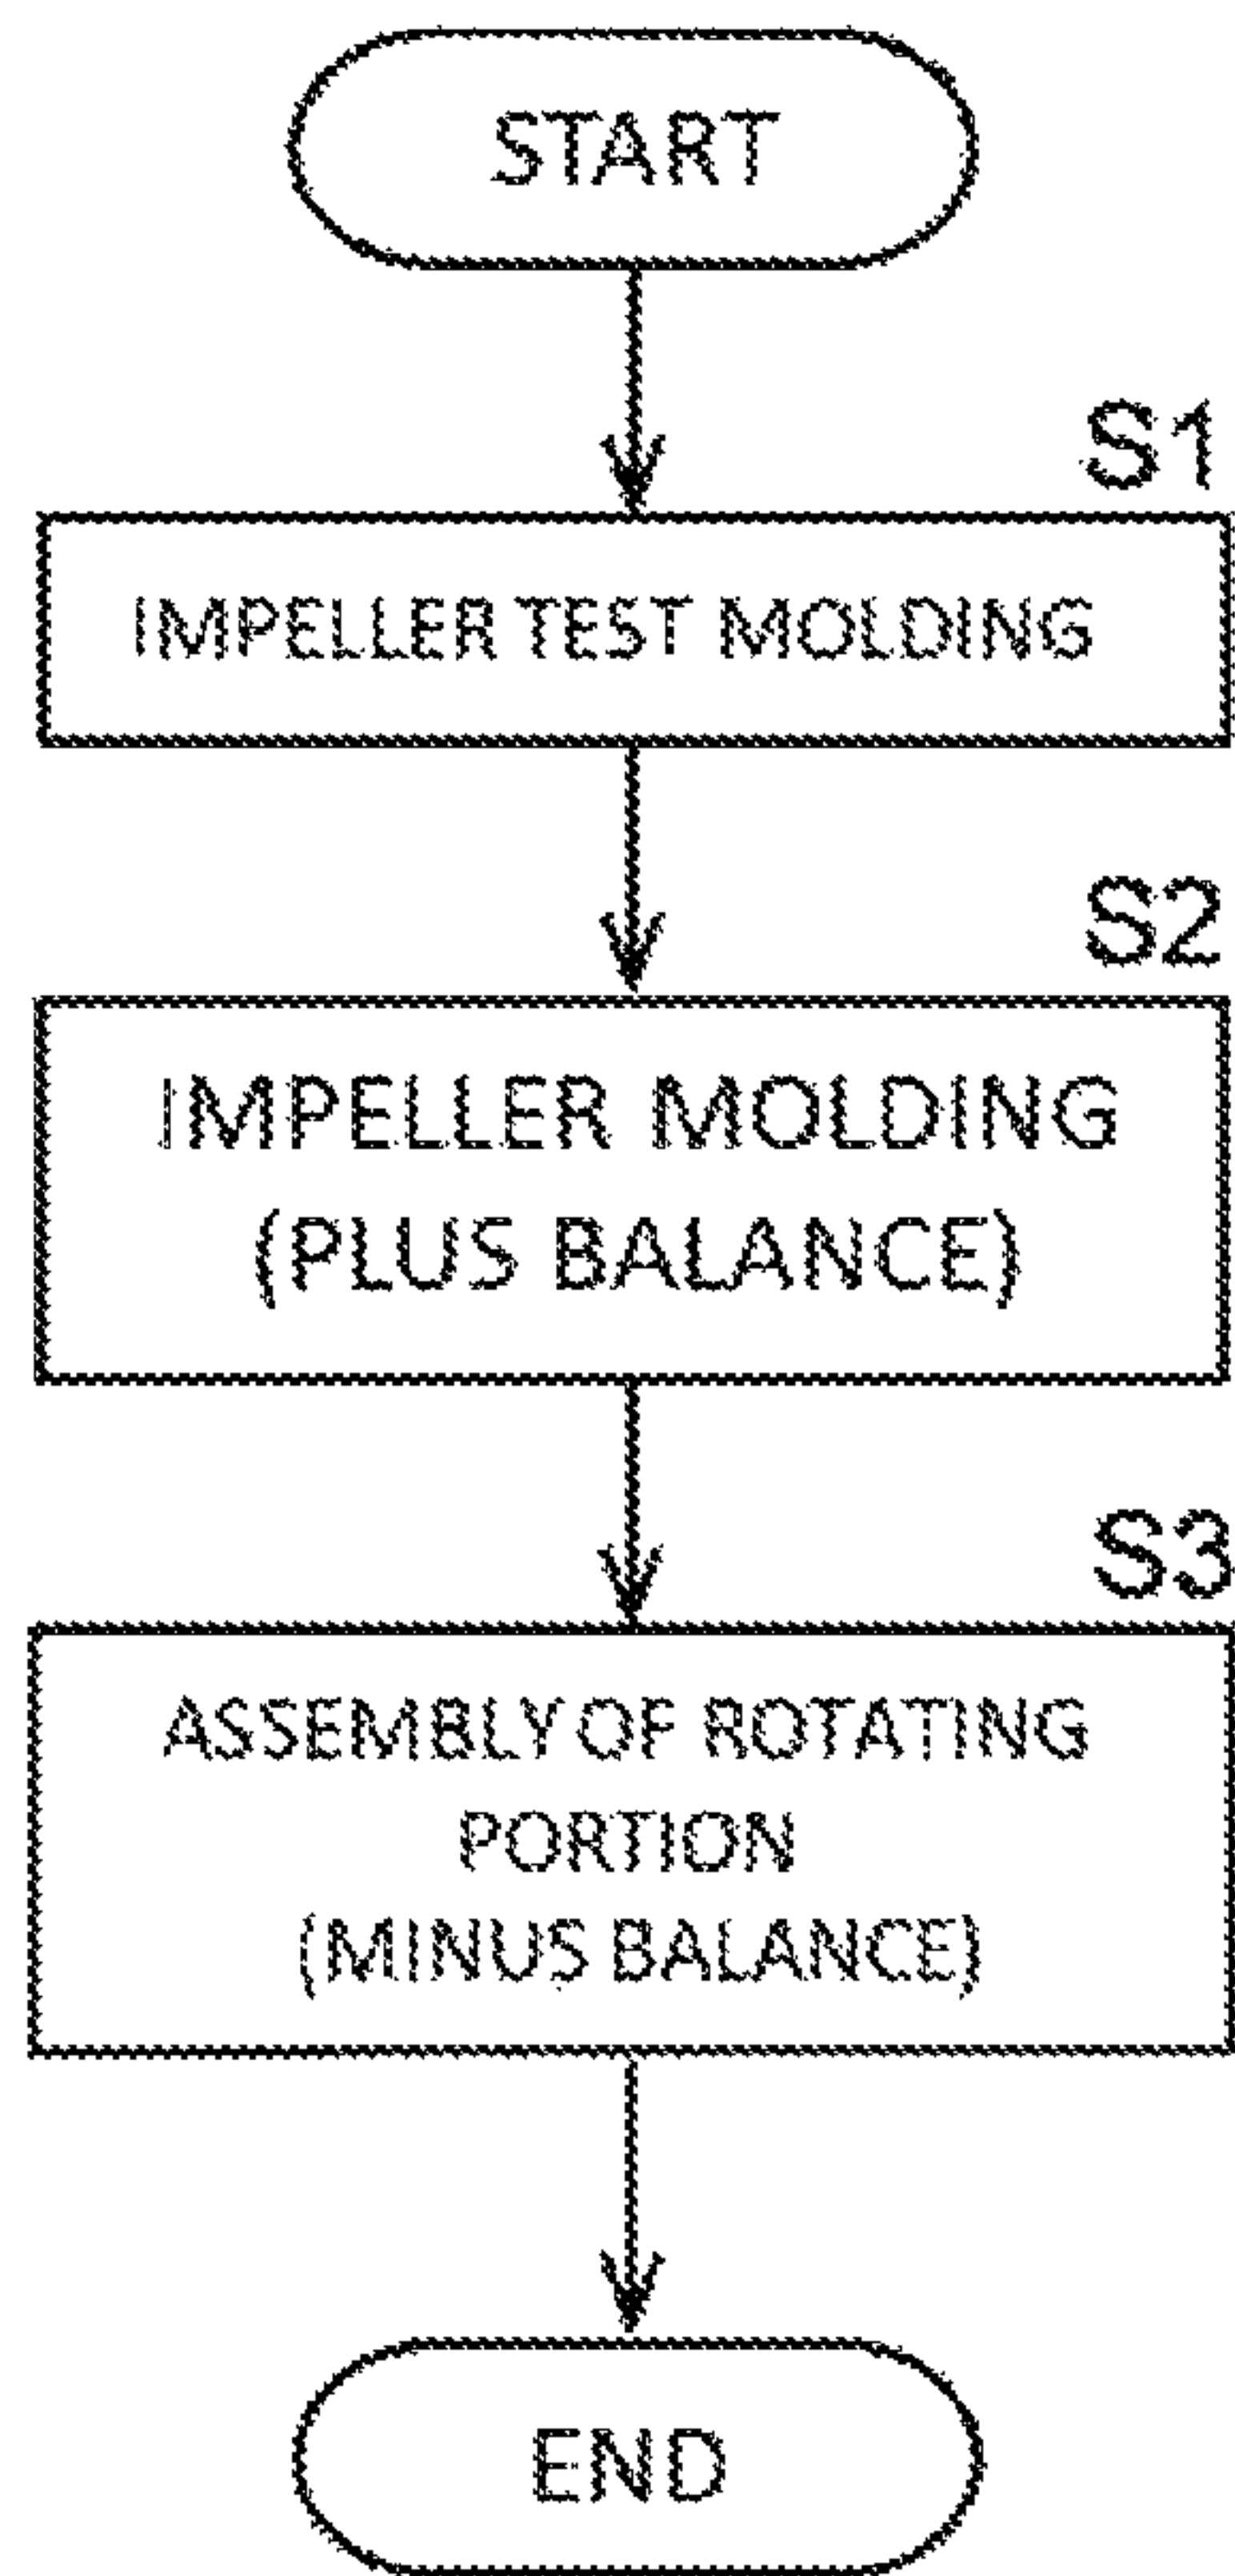 START
S1
IMPELLER TEST MOLDING
S2
IMPELLER MOLDING
(PLUS BALANCE)
S3
ASSEMBLY OF ROTATING
PORTION
(MINUS BALANCE)
END